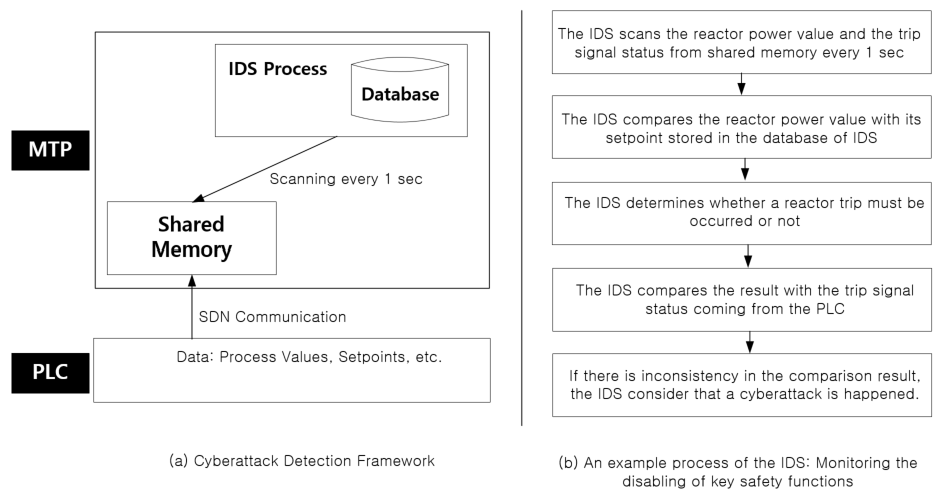 MTP
IDS Process
Database
Scanning every 1 sec
Shared
Memory
SDN Communication
PLC
Data: Process Values, Setpoints, etc.
(a) Cyberattack Detection Framework
The IDS scans the reactor power value and the trip
signal status from shared memory every 1 sec
The IDS compares the reactor power value with its
setpoint stored in the database of IDS
The IDS determines whether a reactor trip must be
occurred or not
The IDS compares the result with the trip signal
status coming from the PLC
If there is inconsistency in the comparison result,
the IDS consider that a cyberattack is happened.
(b) An example process of the IDS: Monitoring the
disabling of key safety functions